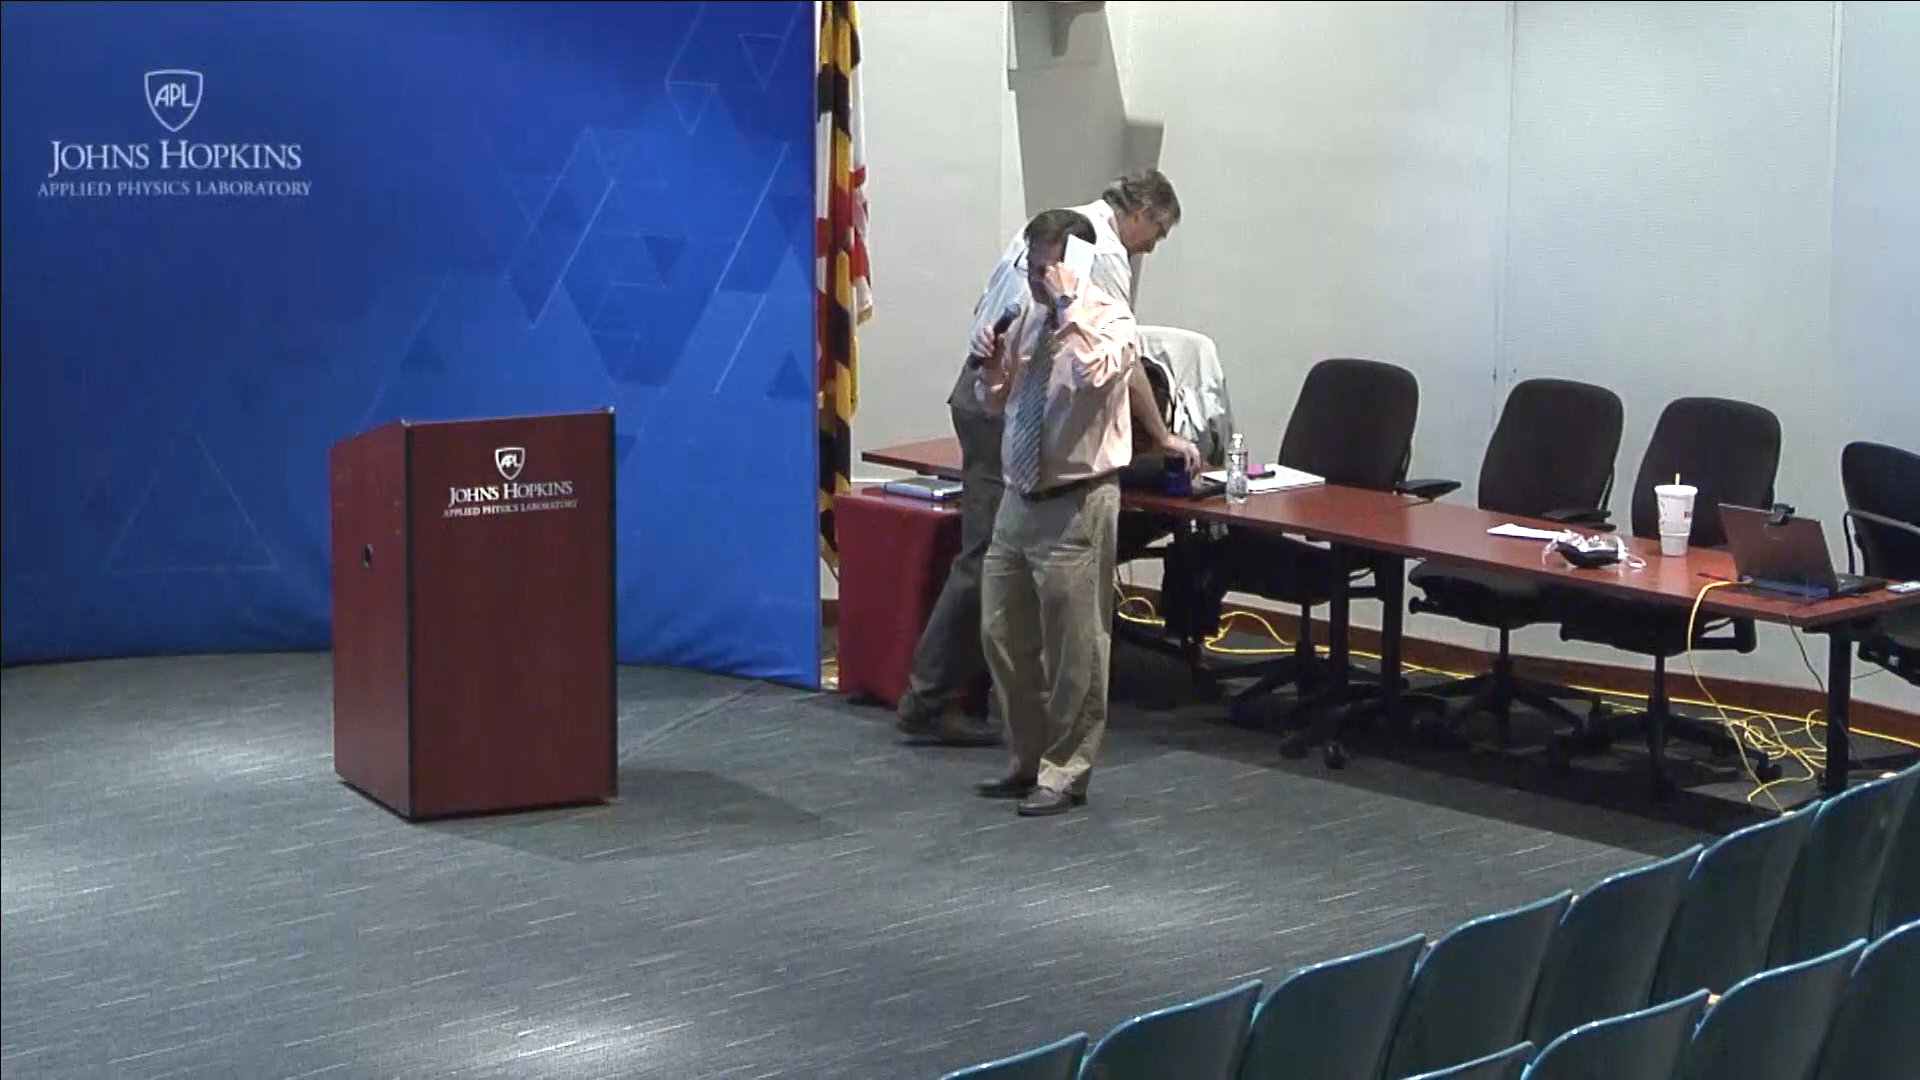 APL
JOHNS HOPKINS
APPLIED PHYSICS LABORATORY
APL
JOHNS HOPKINS
APPLIED PHYSICS LABORATORY